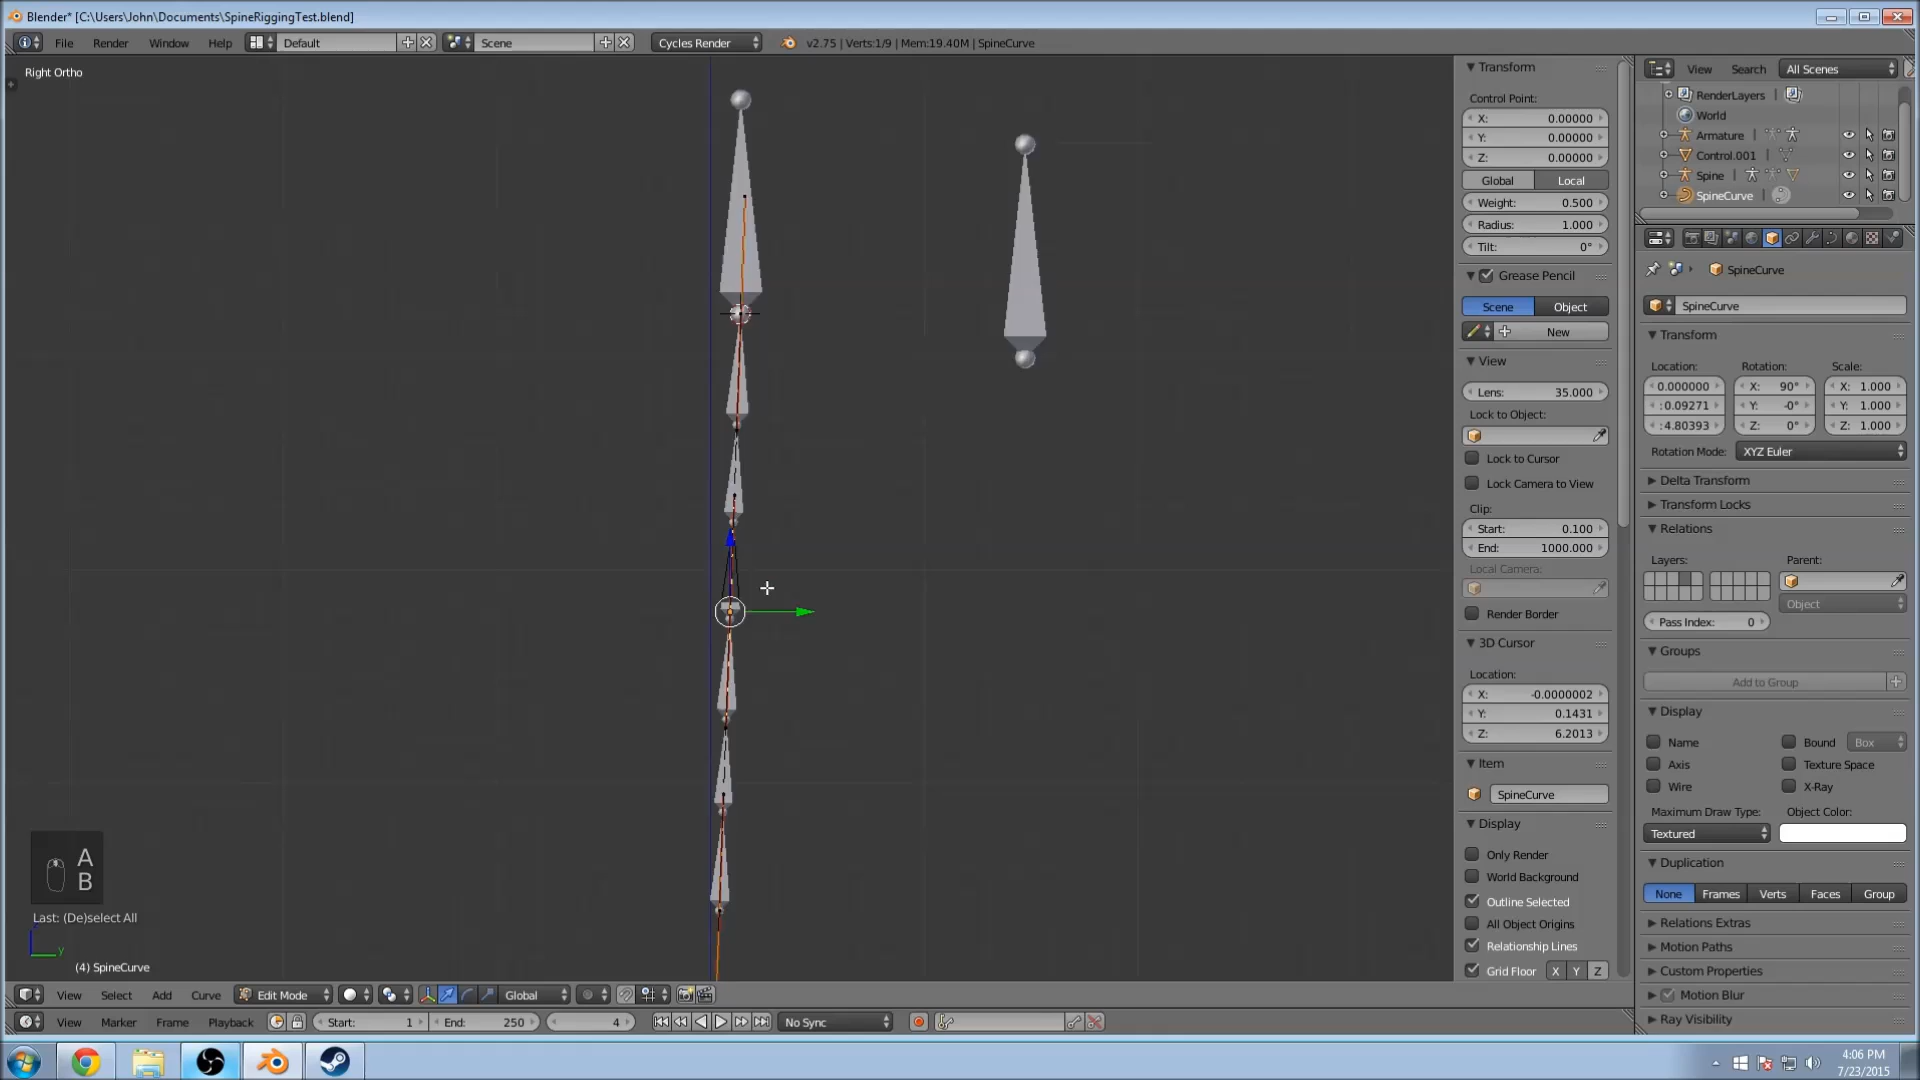 Blender* [C:\Users\John\Documents\SpineRiggingTest.blend]
File Render Window Help Default Scene Cycles Render v2.75 | Verts:1/9 | Mem:19.40M | SpineCurve
Right Ortho
Transform
Control Point:
X: 0.00000
Y: 0.00000
Z: 0.00000
Global Local
Weight: 0.500
Radius: 1.000
Tilt: 0°
Grease Pencil
Scene Object
New
View
Lens: 35.000
Lock to Object:
Lock to Cursor
Lock Camera to View
Clip:
Start: 0.100
End: 1000.000
Local Camera:
Render Border
3D Cursor
Location:
X: -0.0000002
Y: 0.1431
Z: 6.2013
Item
SpineCurve
Display
Only Render
World Background
Outline Selected
All Object Origins
Relationship Lines
Grid Floor X Y Z
View Search All Scenes
RenderLayers
World
Armature
Control.001
Spine
SpineCurve
SpineCurve
SpineCurve
Transform
Location: Rotation: Scale:
0.000000 X: 90° X: 1.000
:0.09271 Y: -0° Y: 1.000
:4.80393 Z: 0° Z: 1.000
Rotation Mode: XYZ Euler
Delta Transform
Transform Locks
Relations
Layers: Parent:
Object
Pass Index: 0
Groups
Add to Group
Display
Name Bound Box
Axis Texture Space
Wire X-Ray
Maximum Draw Type: Object Color:
Textured
Duplication
None Frames Verts Faces Group
Relations Extras
Motion Paths
Custom Properties
Motion Blur
Ray Visibility
A
B
Last: (De)select All
y
(4) SpineCurve
View Select Add Curve Edit Mode Global
View Marker Frame Playback Start: 1 End: 250 4 No Sync
4:06 PM
7/23/2015